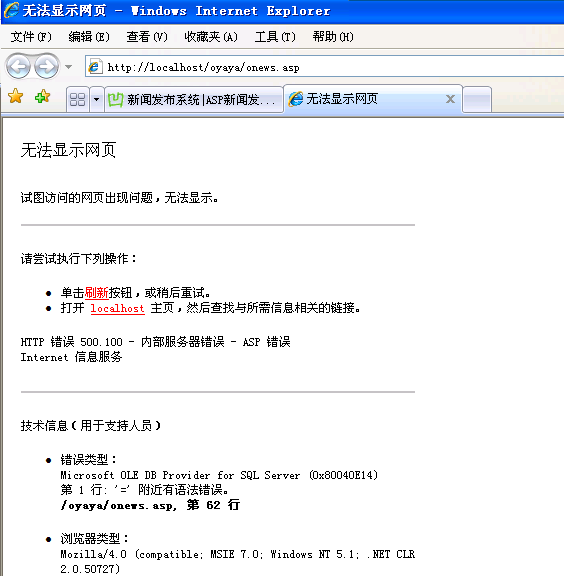 无法显示网页 - Windows Internet Explorer
文件(F) 编辑(E) 查看(V) 收藏夹(A) 工具(T) 帮助(H)
http://localhost/oyaya/onews.asp
新闻发布系统|ASP新闻发... 无法显示网页
无法显示网页
试图访问的网页出现问题，无法显示。
请尝试执行下列操作：
单击刷新按钮，或稍后重试。
打开 localhost 主页，然后查找与所需信息相关的链接。
HTTP 错误 500.100 - 内部服务器错误 - ASP 错误
Internet 信息服务
技术信息（用于支持人员）
错误类型：
Microsoft OLE DB Provider for SQL Server (0x80040E14)
第 1 行: '=' 附近有语法错误。
/oyaya/onews.asp, 第 62 行
浏览器类型：
Mozilla/4.0 (compatible; MSIE 7.0; Windows NT 5.1; .NET CLR
2.0.50727)